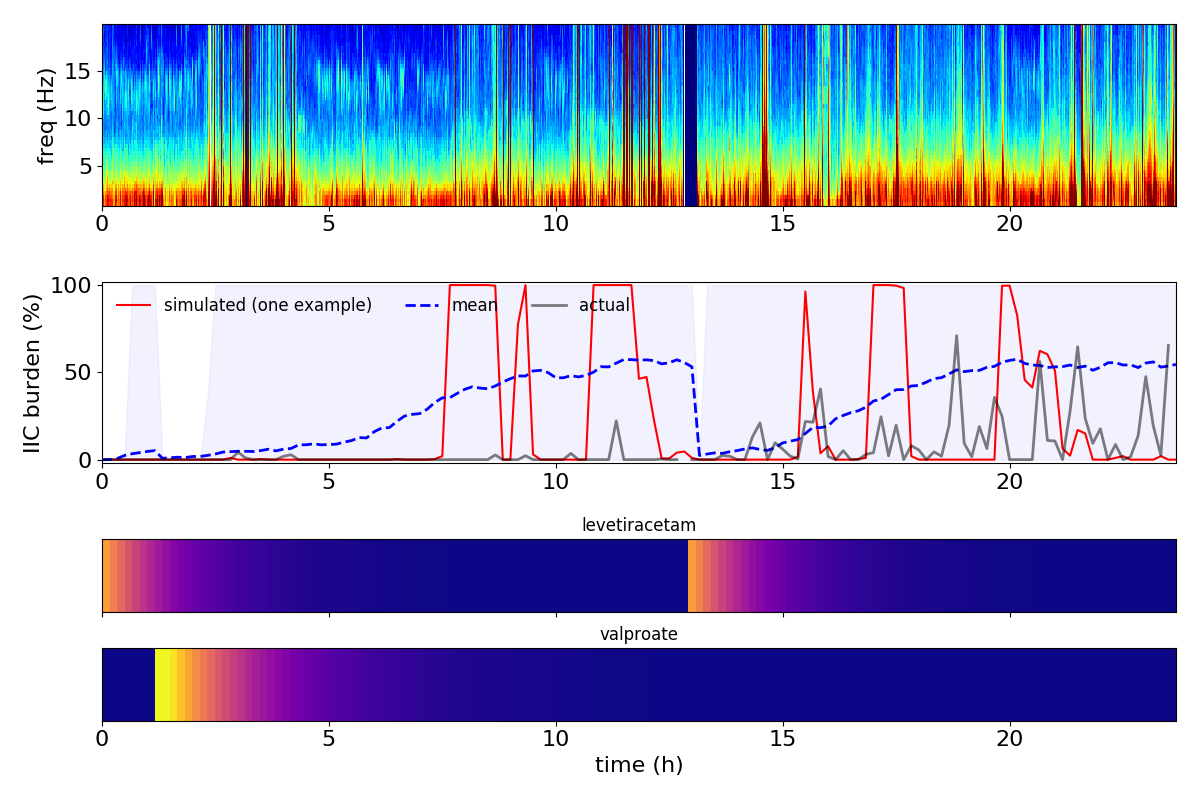 freq (Hz)
15
10
5
0 5 10 15 20
IIC burden (%)
100
50
0
simulated (one example) mean actual
0 5 10 15 20
levetiracetam
valproate
0 5 10 15 20
time (h)